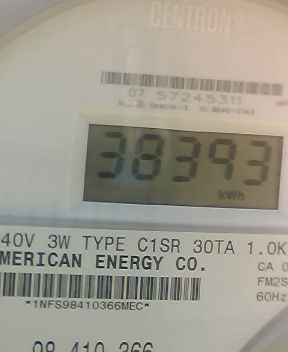 CENTRON®
07 57245311
38393
kWh
40V 3W TYPE C1SR 30TA 1.0K
MERICAN ENERGY CO.
CA 0
FM2S
60Hz
*1NFS98410366MEC*
98 410 366